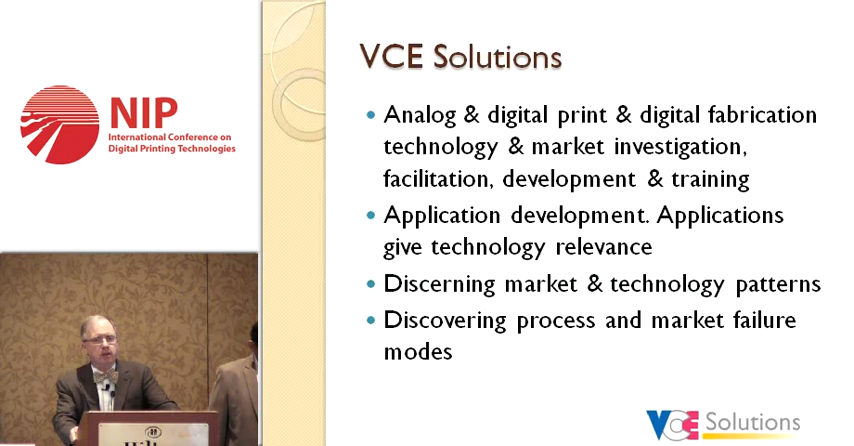 NIP
International Conference on
Digital Printing Technologies
VCE Solutions
• Analog & digital print & digital fabrication
technology & market investigation,
facilitation, development & training
• Application development. Applications
give technology relevance
• Discerning market & technology patterns
• Discovering process and market failure
modes
VCE Solutions